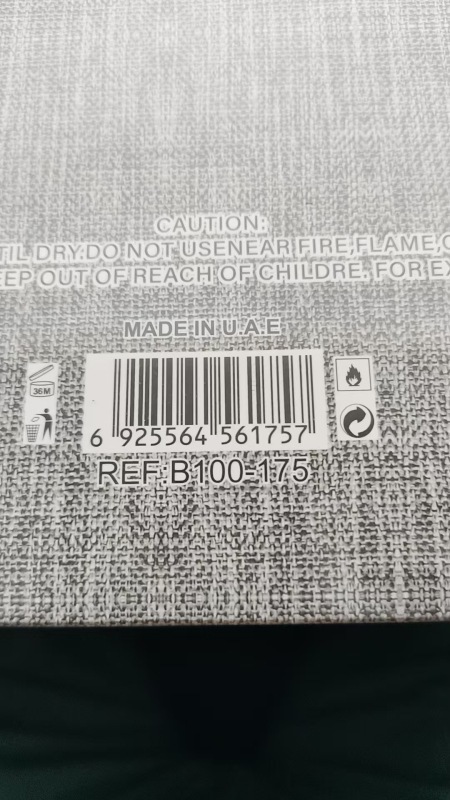 CAUTION:
TIL DRY.DO NOT USENEAR FIRE,FLAME,
EEP OUT OF REACH OF CHILDRE. FOR EX
MADE IN U.A.E
36M
6 925564 561757
REF:B100-175